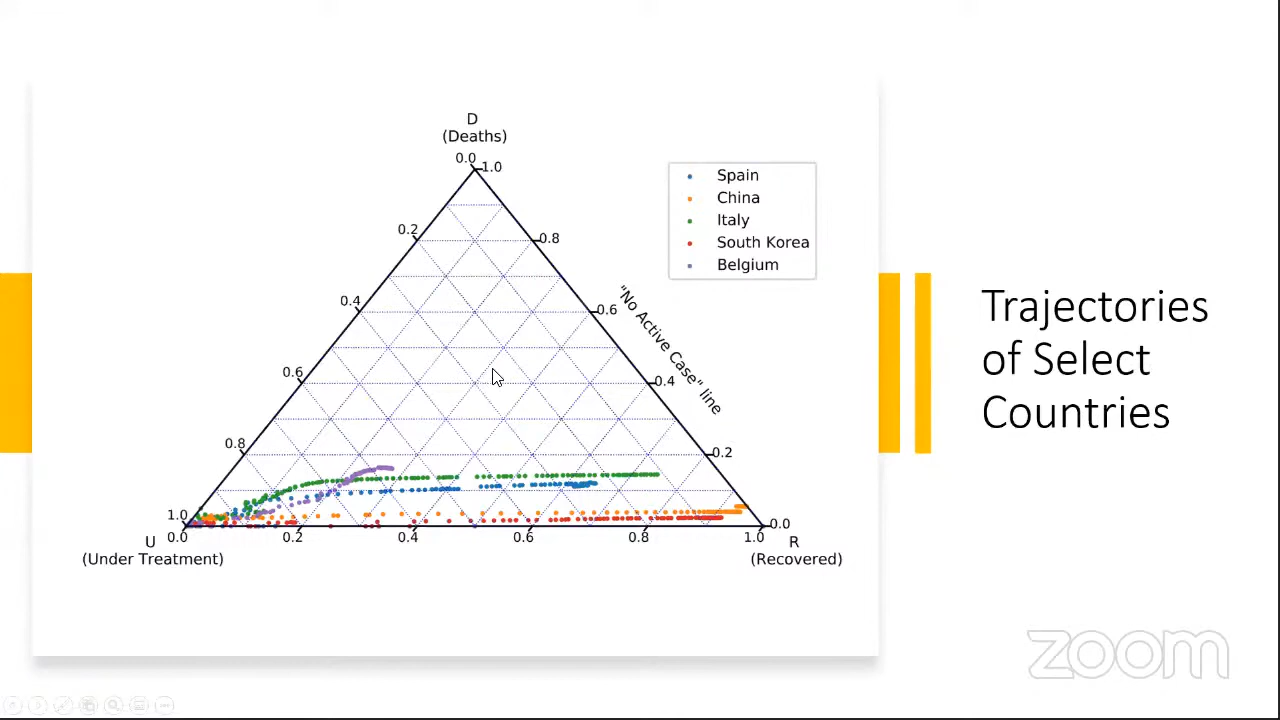 D
(Deaths)
0.0
1.0
Spain
China
Italy
South Korea
Belgium
0.2
0.8
0.4
0.6
"No Active Case" line
0.6
0.4
0.8
0.2
1.0
0.0
0.0
0.2
0.4
0.6
0.8
1.0
U
(Under Treatment)
R
(Recovered)
Trajectories
of Select
Countries
zoom